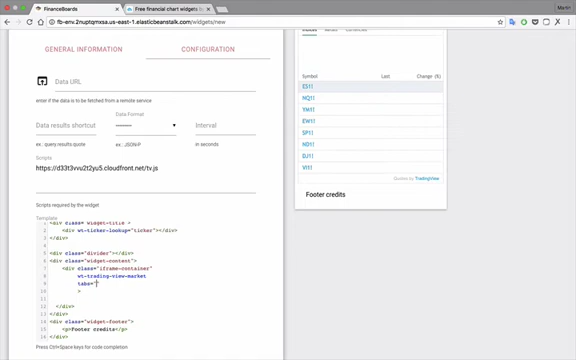 FinanceBoards
Free financial chart widgets b
Martin
fb-env.2nuptqmxsa.us-east-1.elasticbeanstalk.com/widgets/new
GENERAL INFORMATION
CONFIGURATION
Data URL
enter if the data is to be fetched from a remote service
Data Format
Data results shortcut
Interval
ex.: query.results.quote
ex.: JSON-P
in seconds
Scripts
https://d33t3vvu2t2yu5.cloudfront.net/tv.js
Scripts required by the widget
Template
<div class="widget-title">
<div wt-ticker-lookup="ticker"></div>
3 </div>
4
5 <div class="divider"></div>
6 <div class="widget-content">
7 <div class="iframe-container"
8 wt-trading-view-market
9 tabs=""
10 >
11
12 </div>
13 </div>
14 <div class="widget-footer">
15 <p>Footer credits</p>
16 </div>
Press Ctrl+Space keys for code completion
Symbol Last Change (%)
ES1!
NQ1!
YM1!
EW1!
SP1!
ND1!
DJ1!
VI1!
Quotes by TradingView
Footer credits